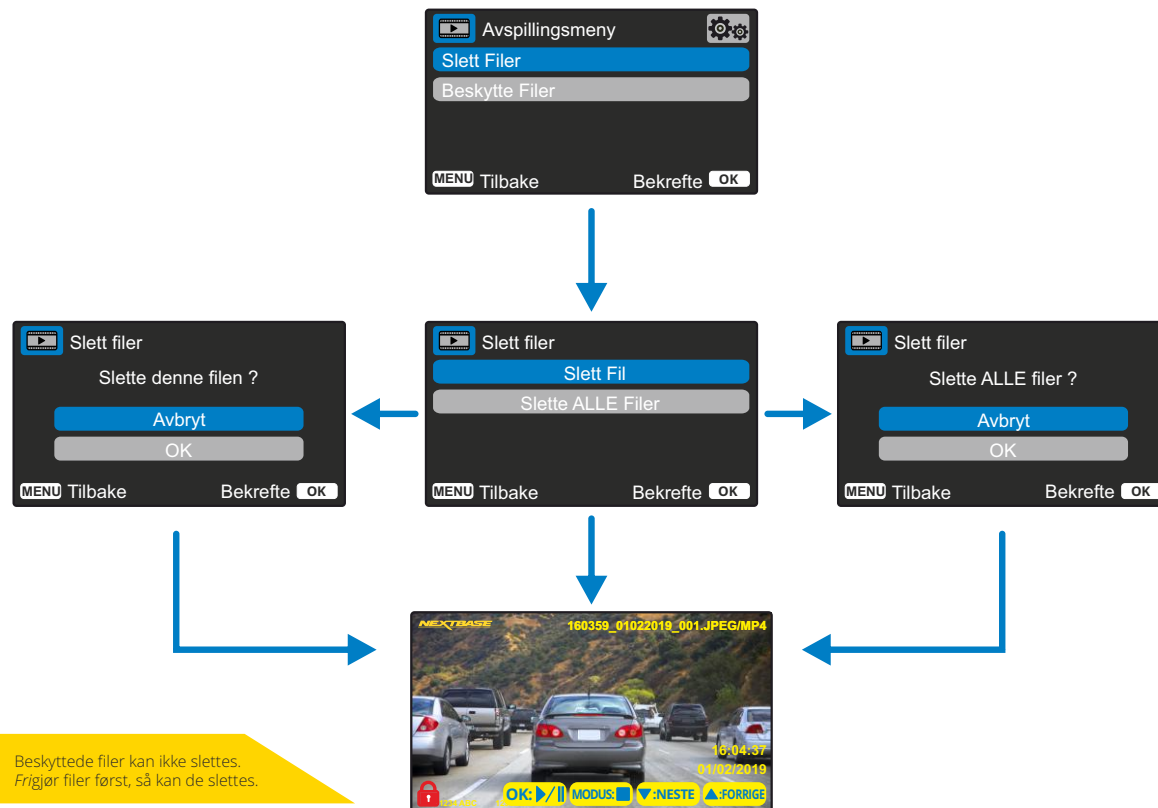 Avspillingsmeny
Slett Filer
Beskytte Filer
MENU Tilbake Bekrefte OK
Slett filer
Slette denne filen ?
Avbryt
OK
MENU Tilbake Bekrefte OK
Slett filer
Slett Fil
Slette ALLE Filer
MENU Tilbake Bekrefte OK
Slett filer
Slette ALLE filer ?
Avbryt
OK
MENU Tilbake Bekrefte OK
NEXTBASE 160359_01022019_001.JPEG/MP4
16:04:37
01/02/2019
OK: MODUS: :NESTE :FORRIGE
Beskyttede filer kan ikke slettes.
Frigjør filer først, så kan de slettes.